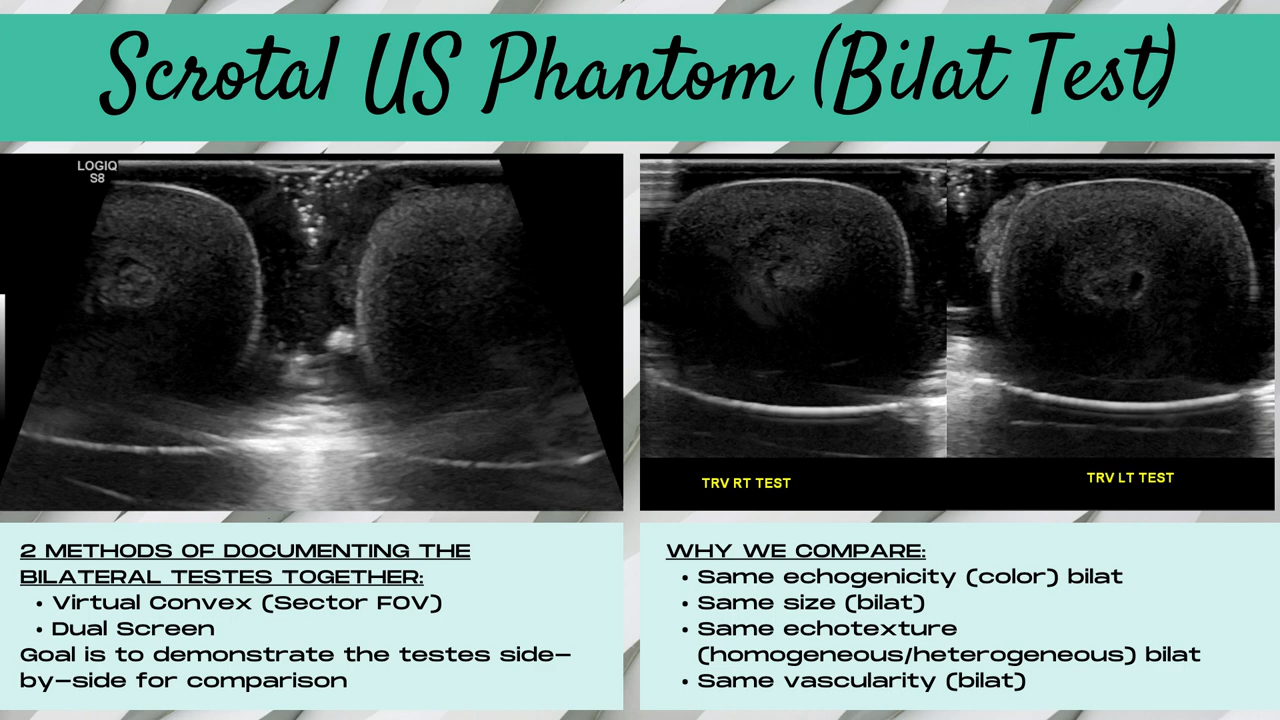 Scrotal US Phantom (Bilat Test)
LOGIQ
S8
TRV RT TEST
TRV LT TEST
2 METHODS OF DOCUMENTING THE
BILATERAL TESTES TOGETHER:
• Virtual Convex (Sector FOV)
• Dual Screen
Goal is to demonstrate the testes side-
by-side for comparison
WHY WE COMPARE:
• Same echogenicity (color) bilat
• Same size (bilat)
• Same echotexture
(homogeneous/heterogeneous) bilat
• Same vascularity (bilat)